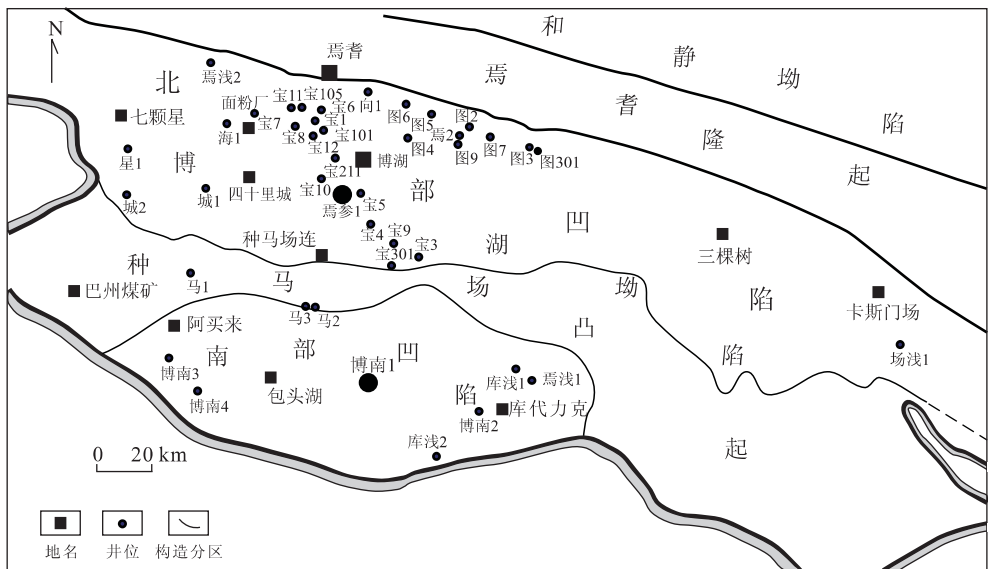 N
和静坳陷
焉耆隆起
北部凹陷
博湖坳陷
种马场凸起
南部凹陷
焉耆
焉浅2
七颗星
面粉厂
宝11
宝105
宝6
向1
图6
图5
图2
宝1
海1
宝7
宝8
宝101
宝12
图4
焉2
图9
图7
图3
图301
星1
宝211
博湖
城2
城1
四十里城
宝10
焉参1
宝5
宝4
宝9
种马场连
宝301
宝3
三棵树
巴州煤矿
马1
马3
马2
卡斯门场
阿买来
场浅1
博南3
博南4
包头湖
博南1
库浅1
焉浅1
博南2
库代力克
库浅2
0 20 km
地名
井位
构造分区